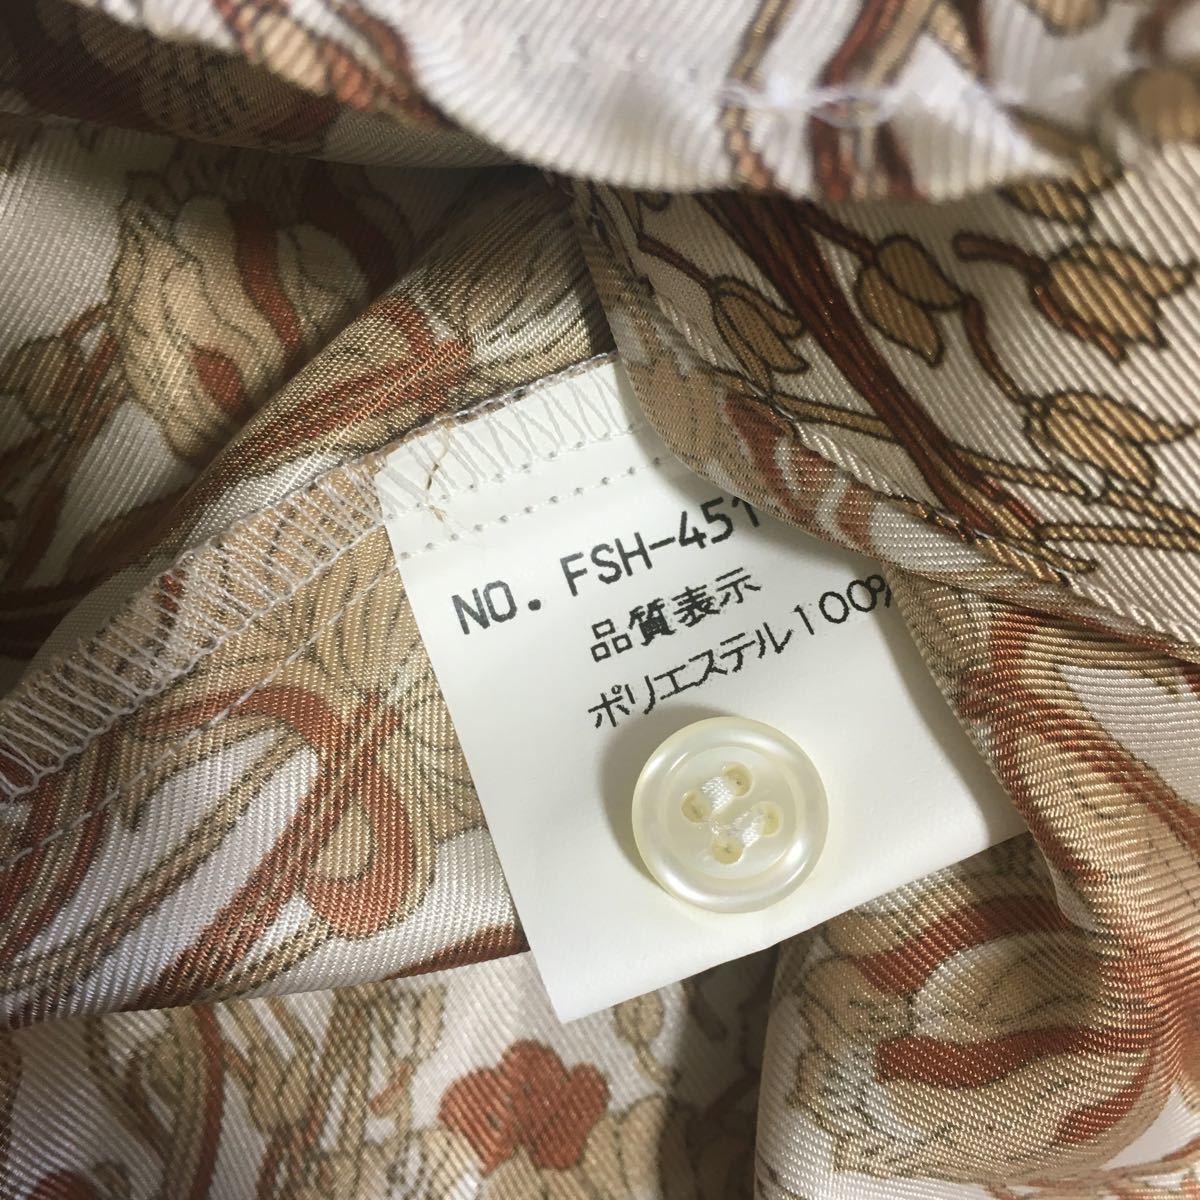 NO. FSH-451
品質表示
ポリエステル100%